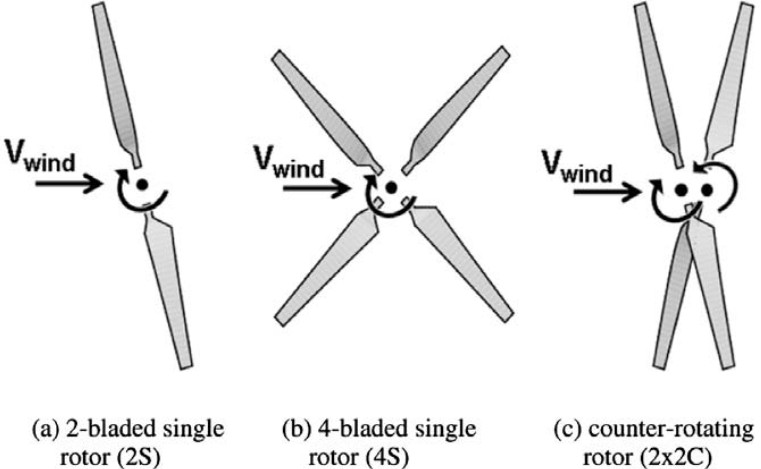 Vwind
Vwind
Vwind
(a) 2-bladed single
rotor (2S)
(b) 4-bladed single
rotor (4S)
(c) counter-rotating
rotor (2x2C)